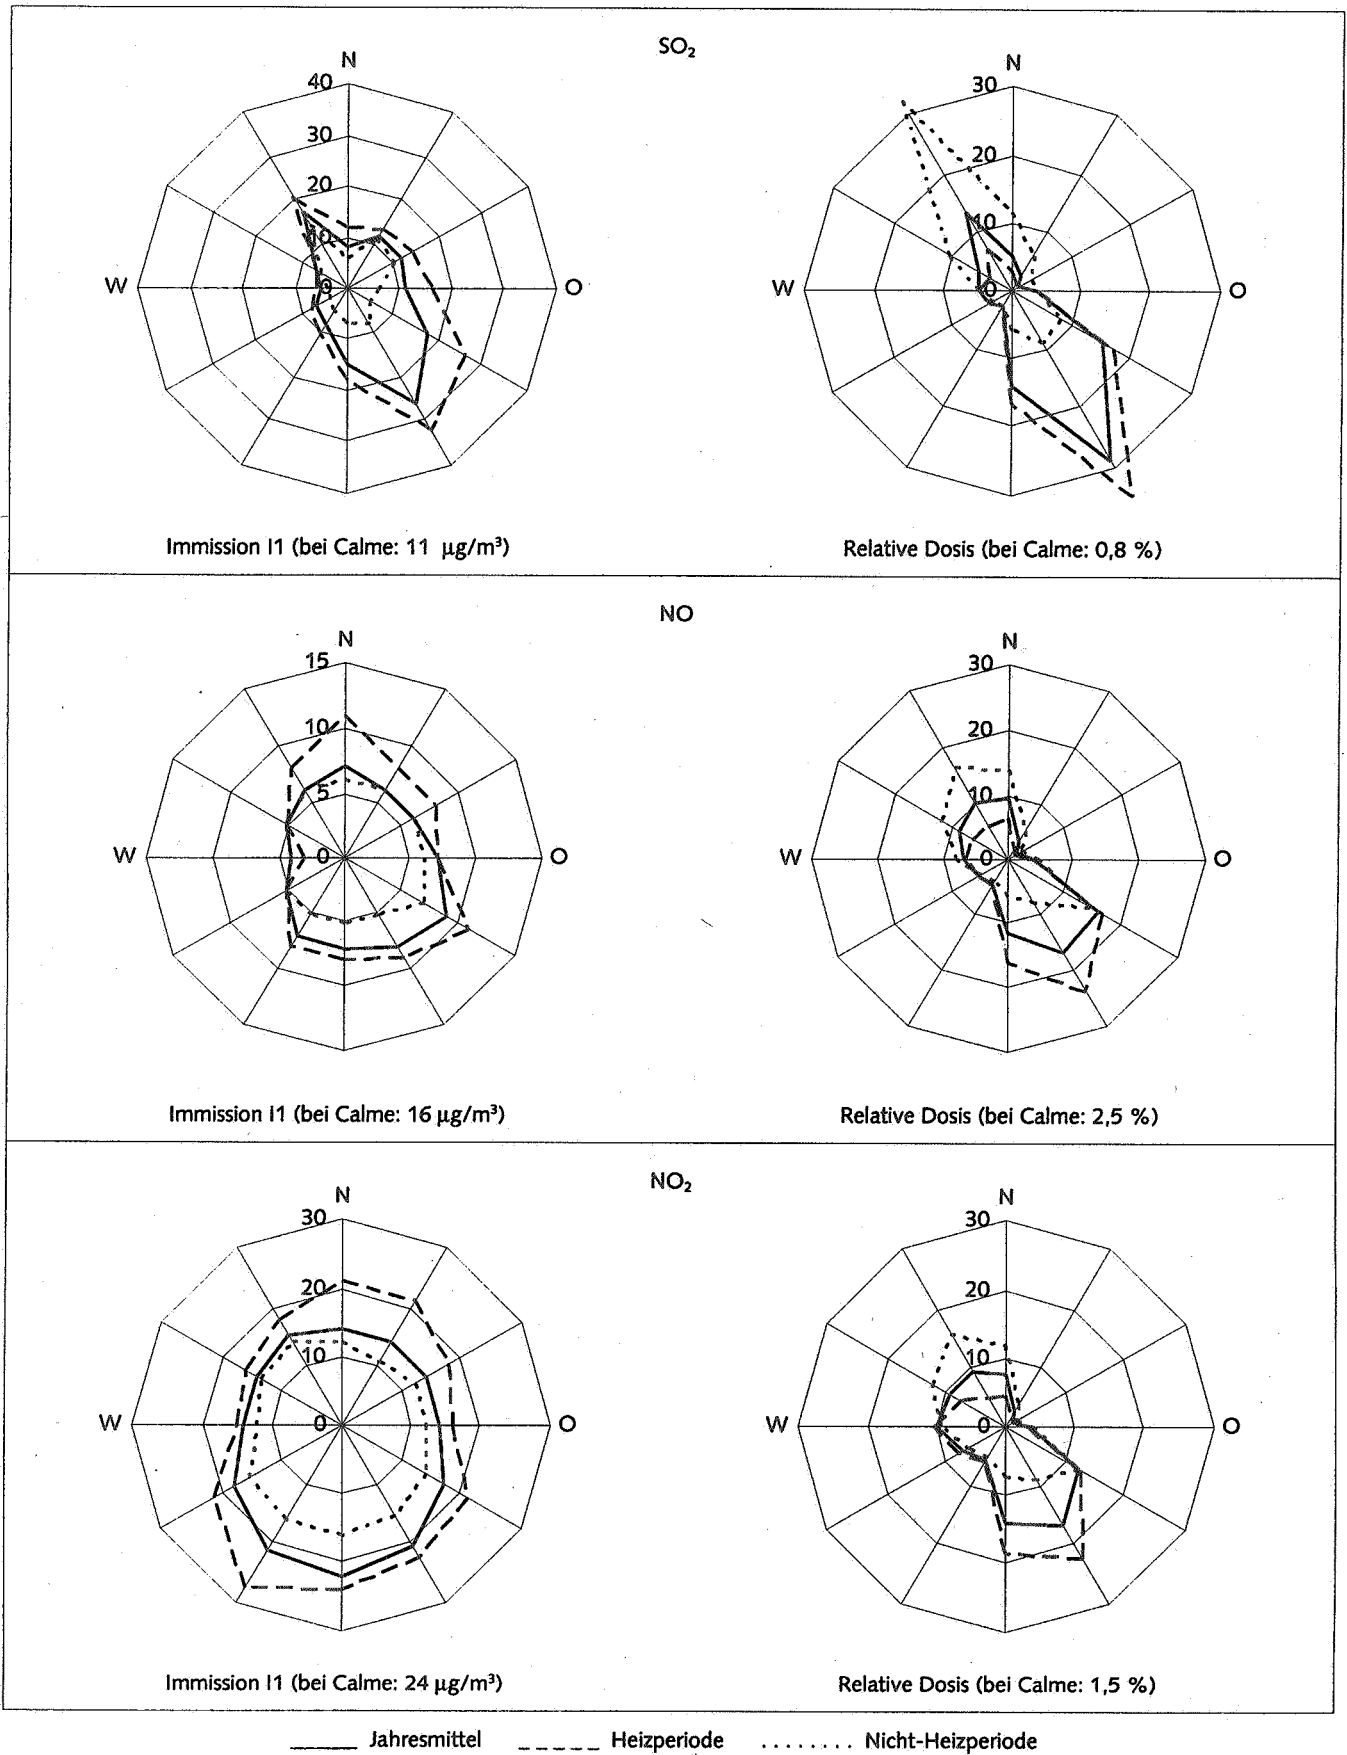 SO₂
N
40
30
20
10
0
W
O
Immission I1 (bei Calme: 11 µg/m³)
N
30
20
10
0
W
O
Relative Dosis (bei Calme: 0,8 %)
NO
N
15
10
5
0
W
O
Immission I1 (bei Calme: 16 µg/m³)
N
30
20
10
0
W
O
Relative Dosis (bei Calme: 2,5 %)
NO₂
N
30
20
10
0
W
O
Immission I1 (bei Calme: 24 µg/m³)
N
30
20
10
0
W
O
Relative Dosis (bei Calme: 1,5 %)
Jahresmittel Heizperiode Nicht-Heizperiode